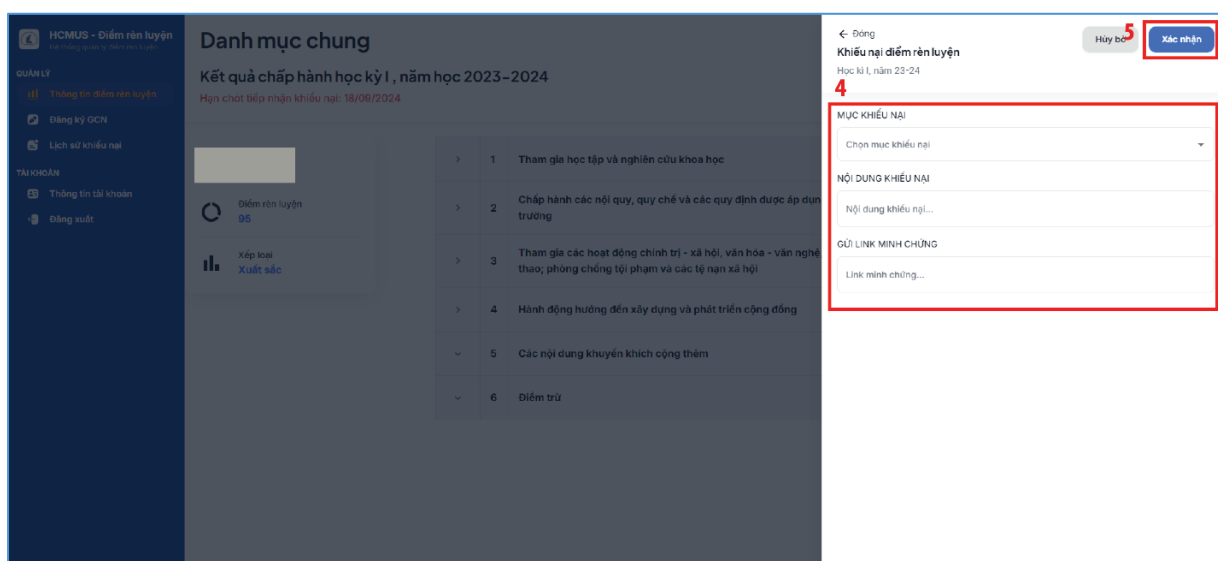 HCMUS - Điểm rèn luyện
Hệ thống quản lý điểm rèn luyện
QUẢN LÝ
Thông tin điểm rèn luyện
Đăng ký GCN
Lịch sử khiếu nại
TÀI KHOẢN
Thông tin tài khoản
Đăng xuất
Danh mục chung
Kết quả chấp hành học kỳ I , năm học 2023-2024
Hạn chót tiếp nhận khiếu nại: 18/09/2024
Điểm rèn luyện
95
Xếp loại
Xuất sắc
1 Tham gia học tập và nghiên cứu khoa học
2 Chấp hành các nội quy, quy chế và các quy định được áp dụn
trường
3 Tham gia các hoạt động chính trị - xã hội, văn hóa - văn nghệ
thao; phòng chống tội phạm và các tệ nạn xã hội
4 Hành động hướng đến xây dựng và phát triển cộng đồng
5 Các nội dung khuyến khích cộng thêm
6 Điểm trừ
← Đóng
Khiếu nại điểm rèn luyện
Học kì I, năm 23-24
Hủy bỏ
5
Xác nhận
4
MỤC KHIẾU NẠI
Chọn mục khiếu nại
NỘI DUNG KHIẾU NẠI
Nội dung khiếu nại...
GỬI LINK MINH CHỨNG
Link minh chứng...